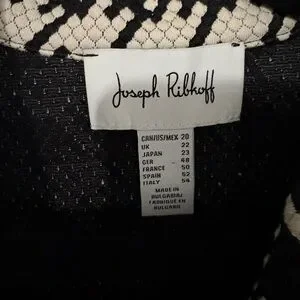 Joseph Ribkoff
CAN/US/MEX 20
UK 22
JAPAN 23
GER 48
FRANCE 50
SPAIN 52
ITALY 54
MADE IN
BULGARIA/
FABRIQUÉ EN
BULGARIE